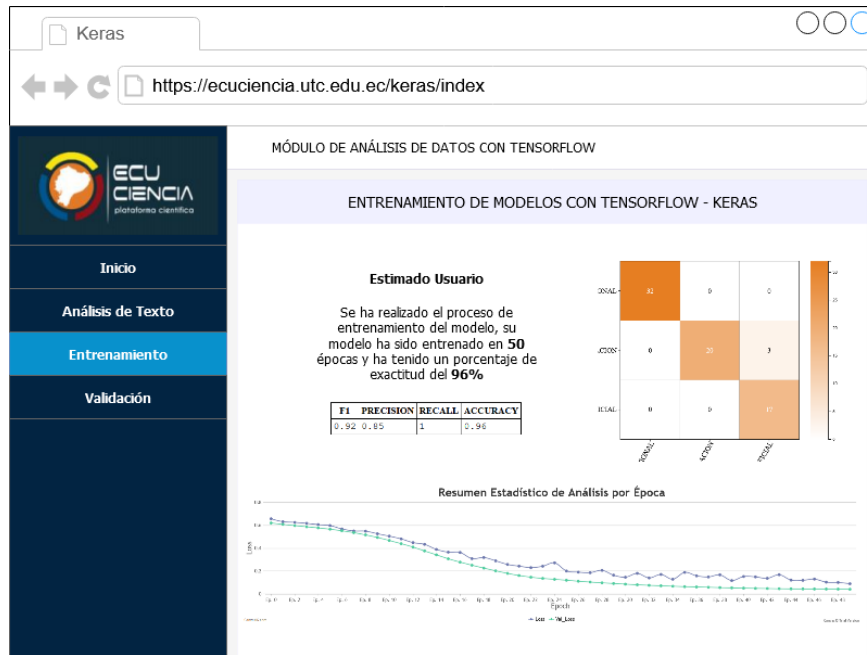 Keras
https://ecuciencia.utc.edu.ec/keras/index
ECU
CIENCIA
plataforma científica
MÓDULO DE ANÁLISIS DE DATOS CON TENSORFLOW
ENTRENAMIENTO DE MODELOS CON TENSORFLOW - KERAS
Inicio
Análisis de Texto
Entrenamiento
Validación
Estimado Usuario
Se ha realizado el proceso de
entrenamiento del modelo, su
modelo ha sido entrenado en 50
épocas y ha tenido un porcentaje de
exactitud del 96%
F1 PRECISION RECALL ACCURACY
0.92 0.85 1 0.96
32 0 0
0 3
0 0 17
Resumen Estadístico de Análisis por Época
Loss
Epoch
Loss Val_Loss